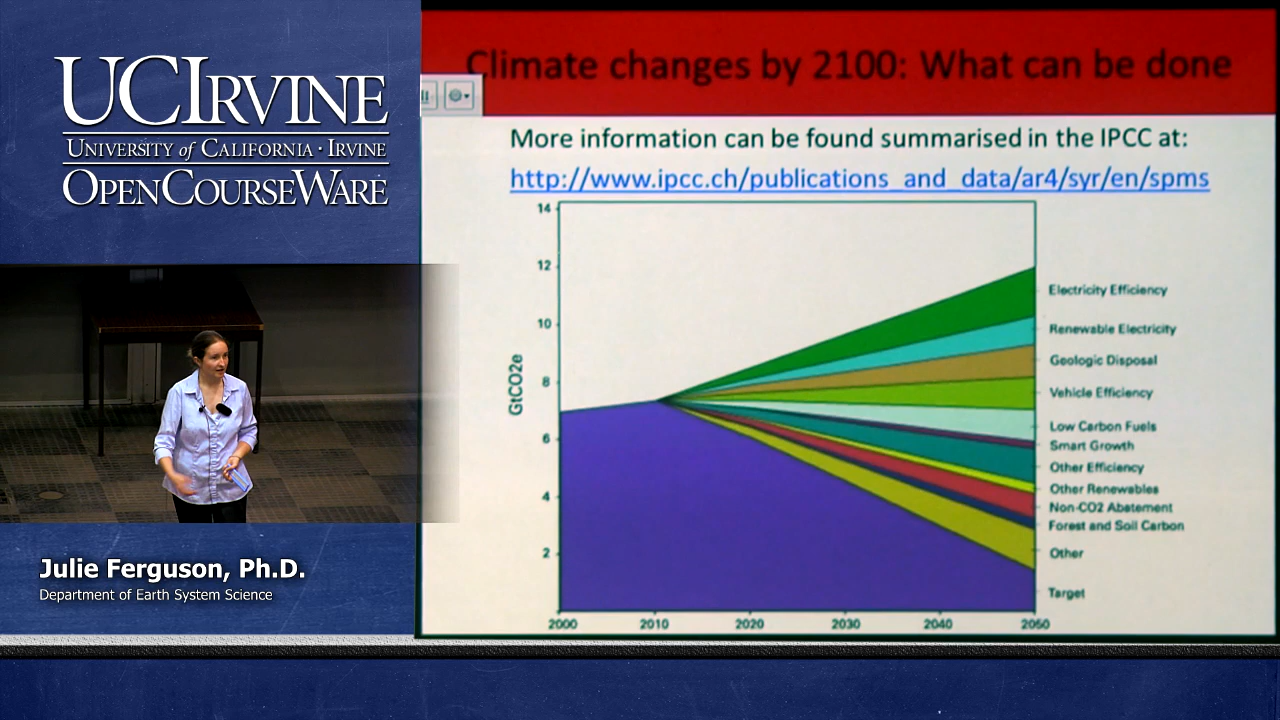 UCIRVINE
UNIVERSITY of CALIFORNIA · IRVINE
OPENCOURSEWARE
Julie Ferguson, Ph.D.
Department of Earth System Science
Climate changes by 2100: What can be done
More information can be found summarised in the IPCC at:
http://www.ipcc.ch/publications_and_data/ar4/syr/en/spms
GtCO2e
14
12
10
8
6
4
2
2000 2010 2020 2030 2040 2050
Electricity Efficiency
Renewable Electricity
Geologic Disposal
Vehicle Efficiency
Low Carbon Fuels
Smart Growth
Other Efficiency
Other Renewables
Non-CO2 Abatement
Forest and Soil Carbon
Other
Target